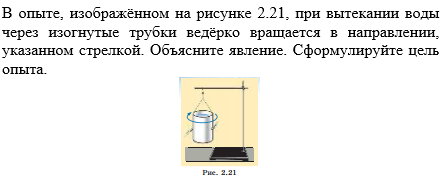 В опыте, изображённом на рисунке 2.21, при вытекании воды
через изогнутые трубки ведёрко вращается в направлении,
указанном стрелкой. Объясните явление. Сформулируйте цель
опыта.
Рис. 2.21